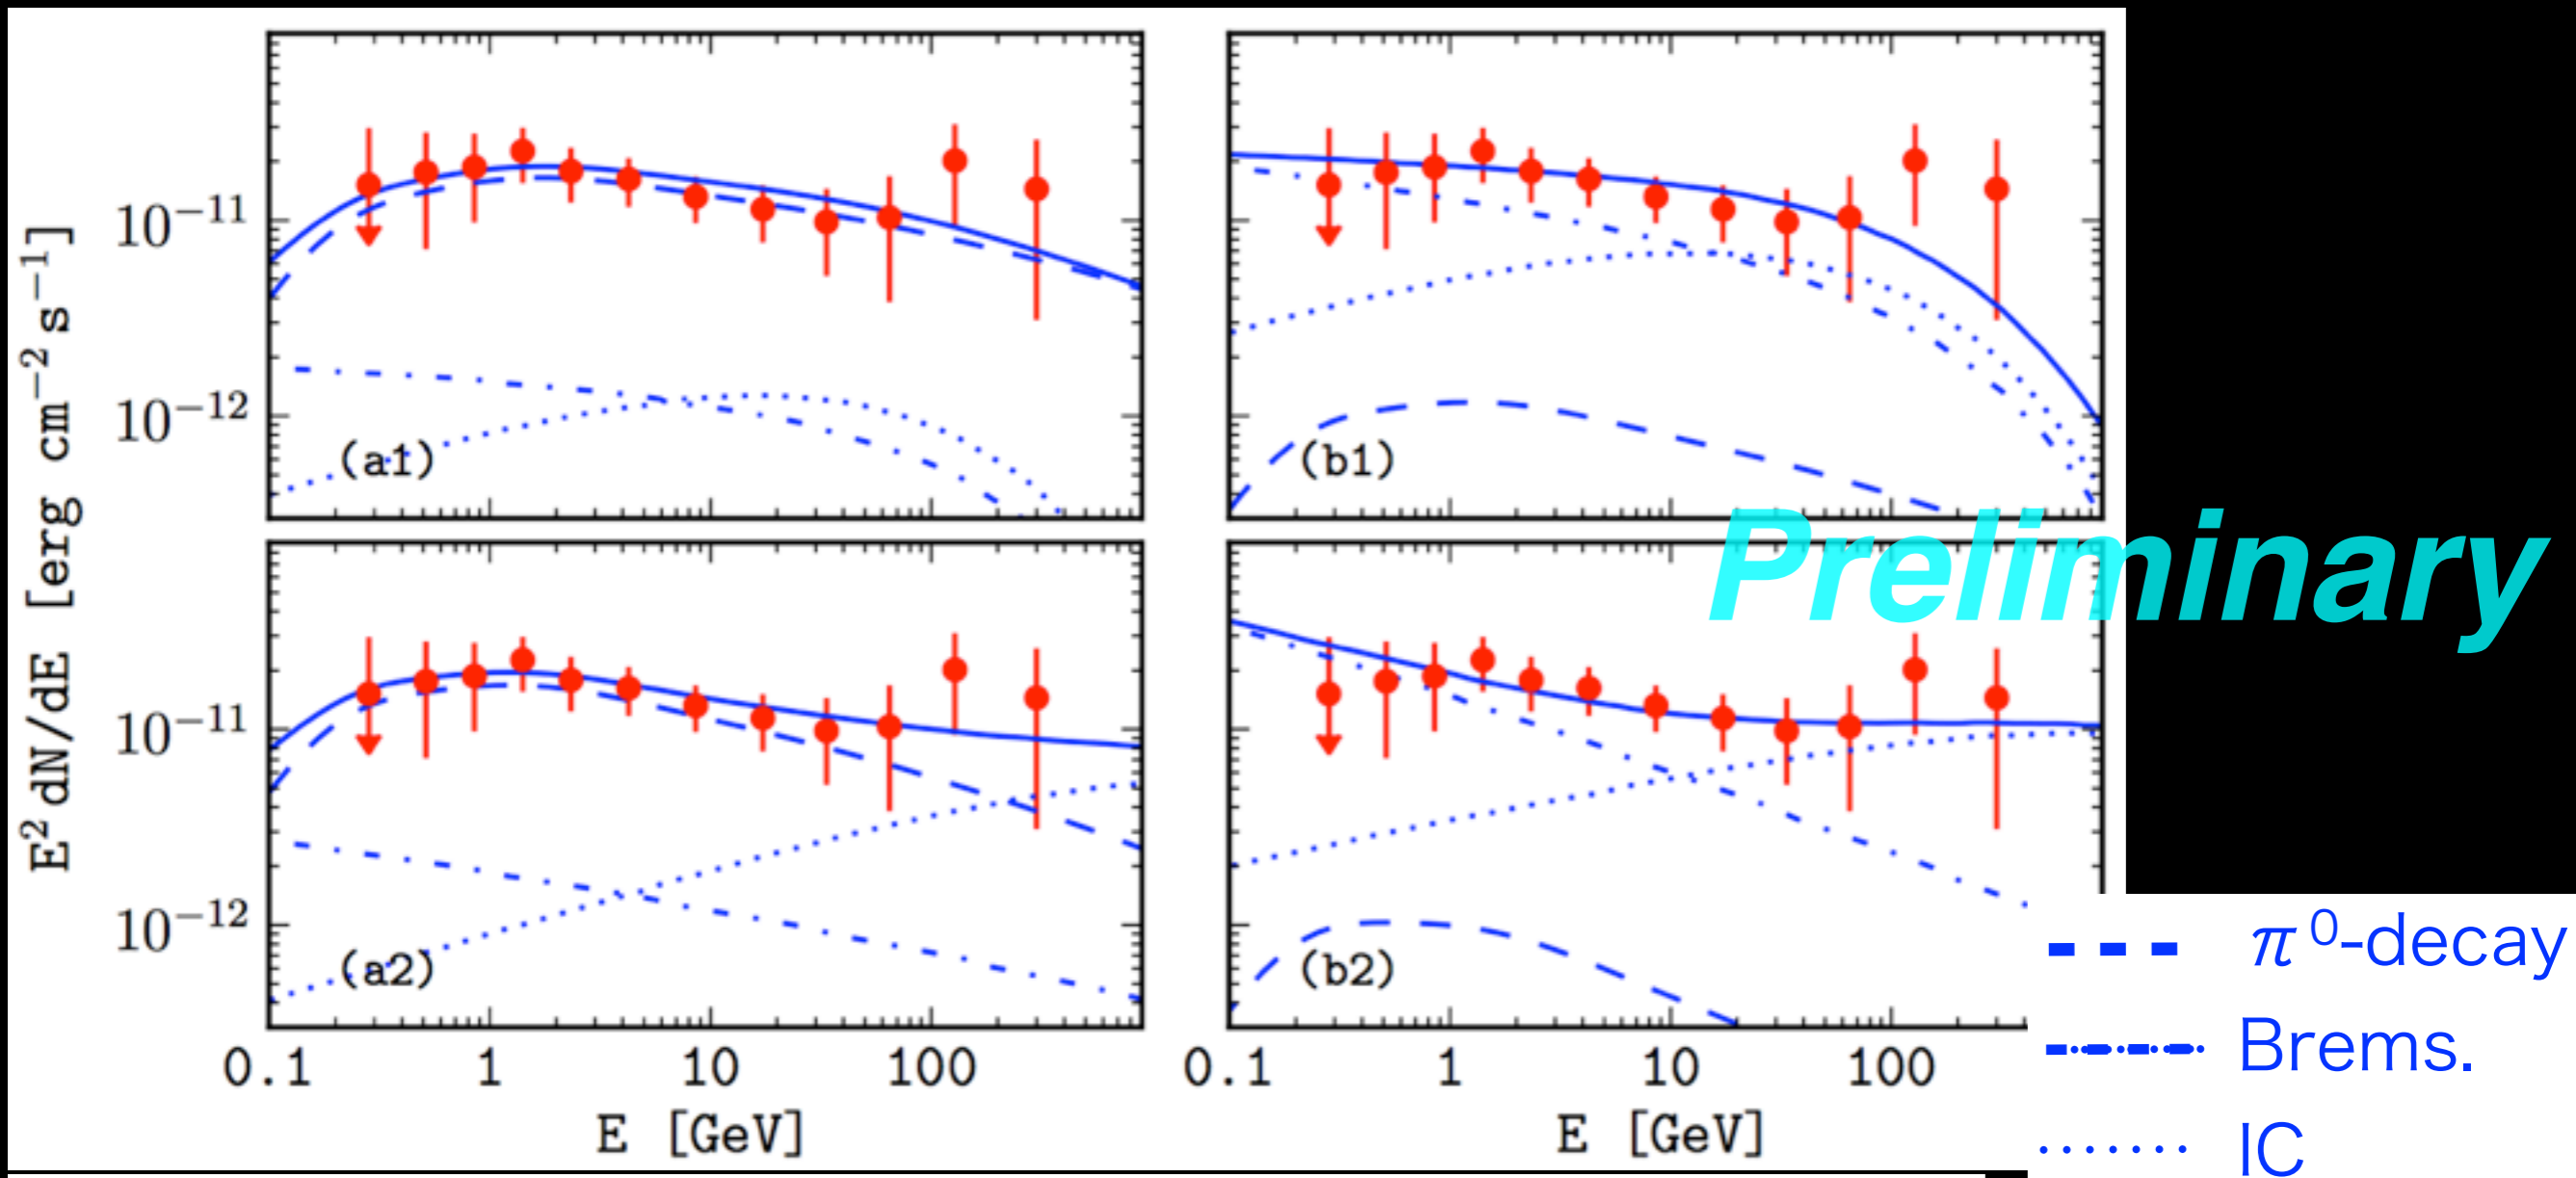 E² dN/dE [erg cm⁻² s⁻¹]
10⁻¹¹
10⁻¹²
(a1)
(b1)
Preliminary
10⁻¹¹
10⁻¹²
(a2)
(b2)
0.1 1 10 100
0.1 1 10 100
E [GeV]
E [GeV]
π⁰-decay
Brems.
IC